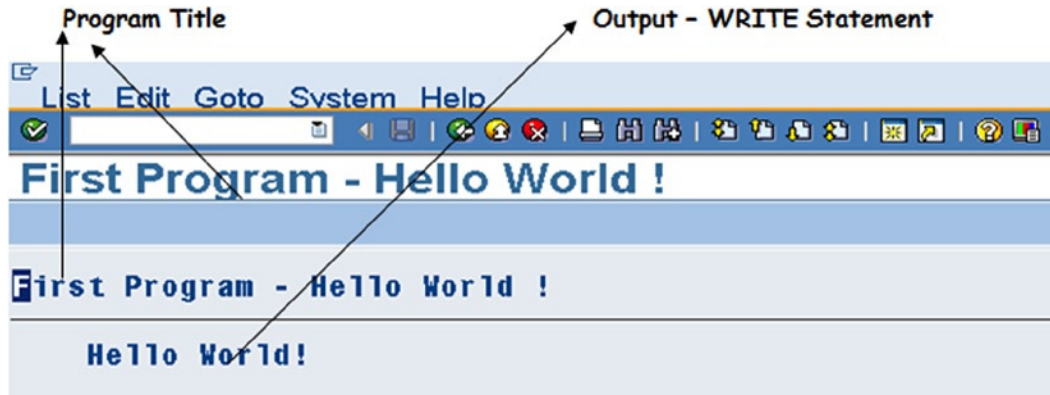 Program Title Output - WRITE Statement
List Edit Goto System Help
First Program - Hello World !
First Program - Hello World !
Hello World!